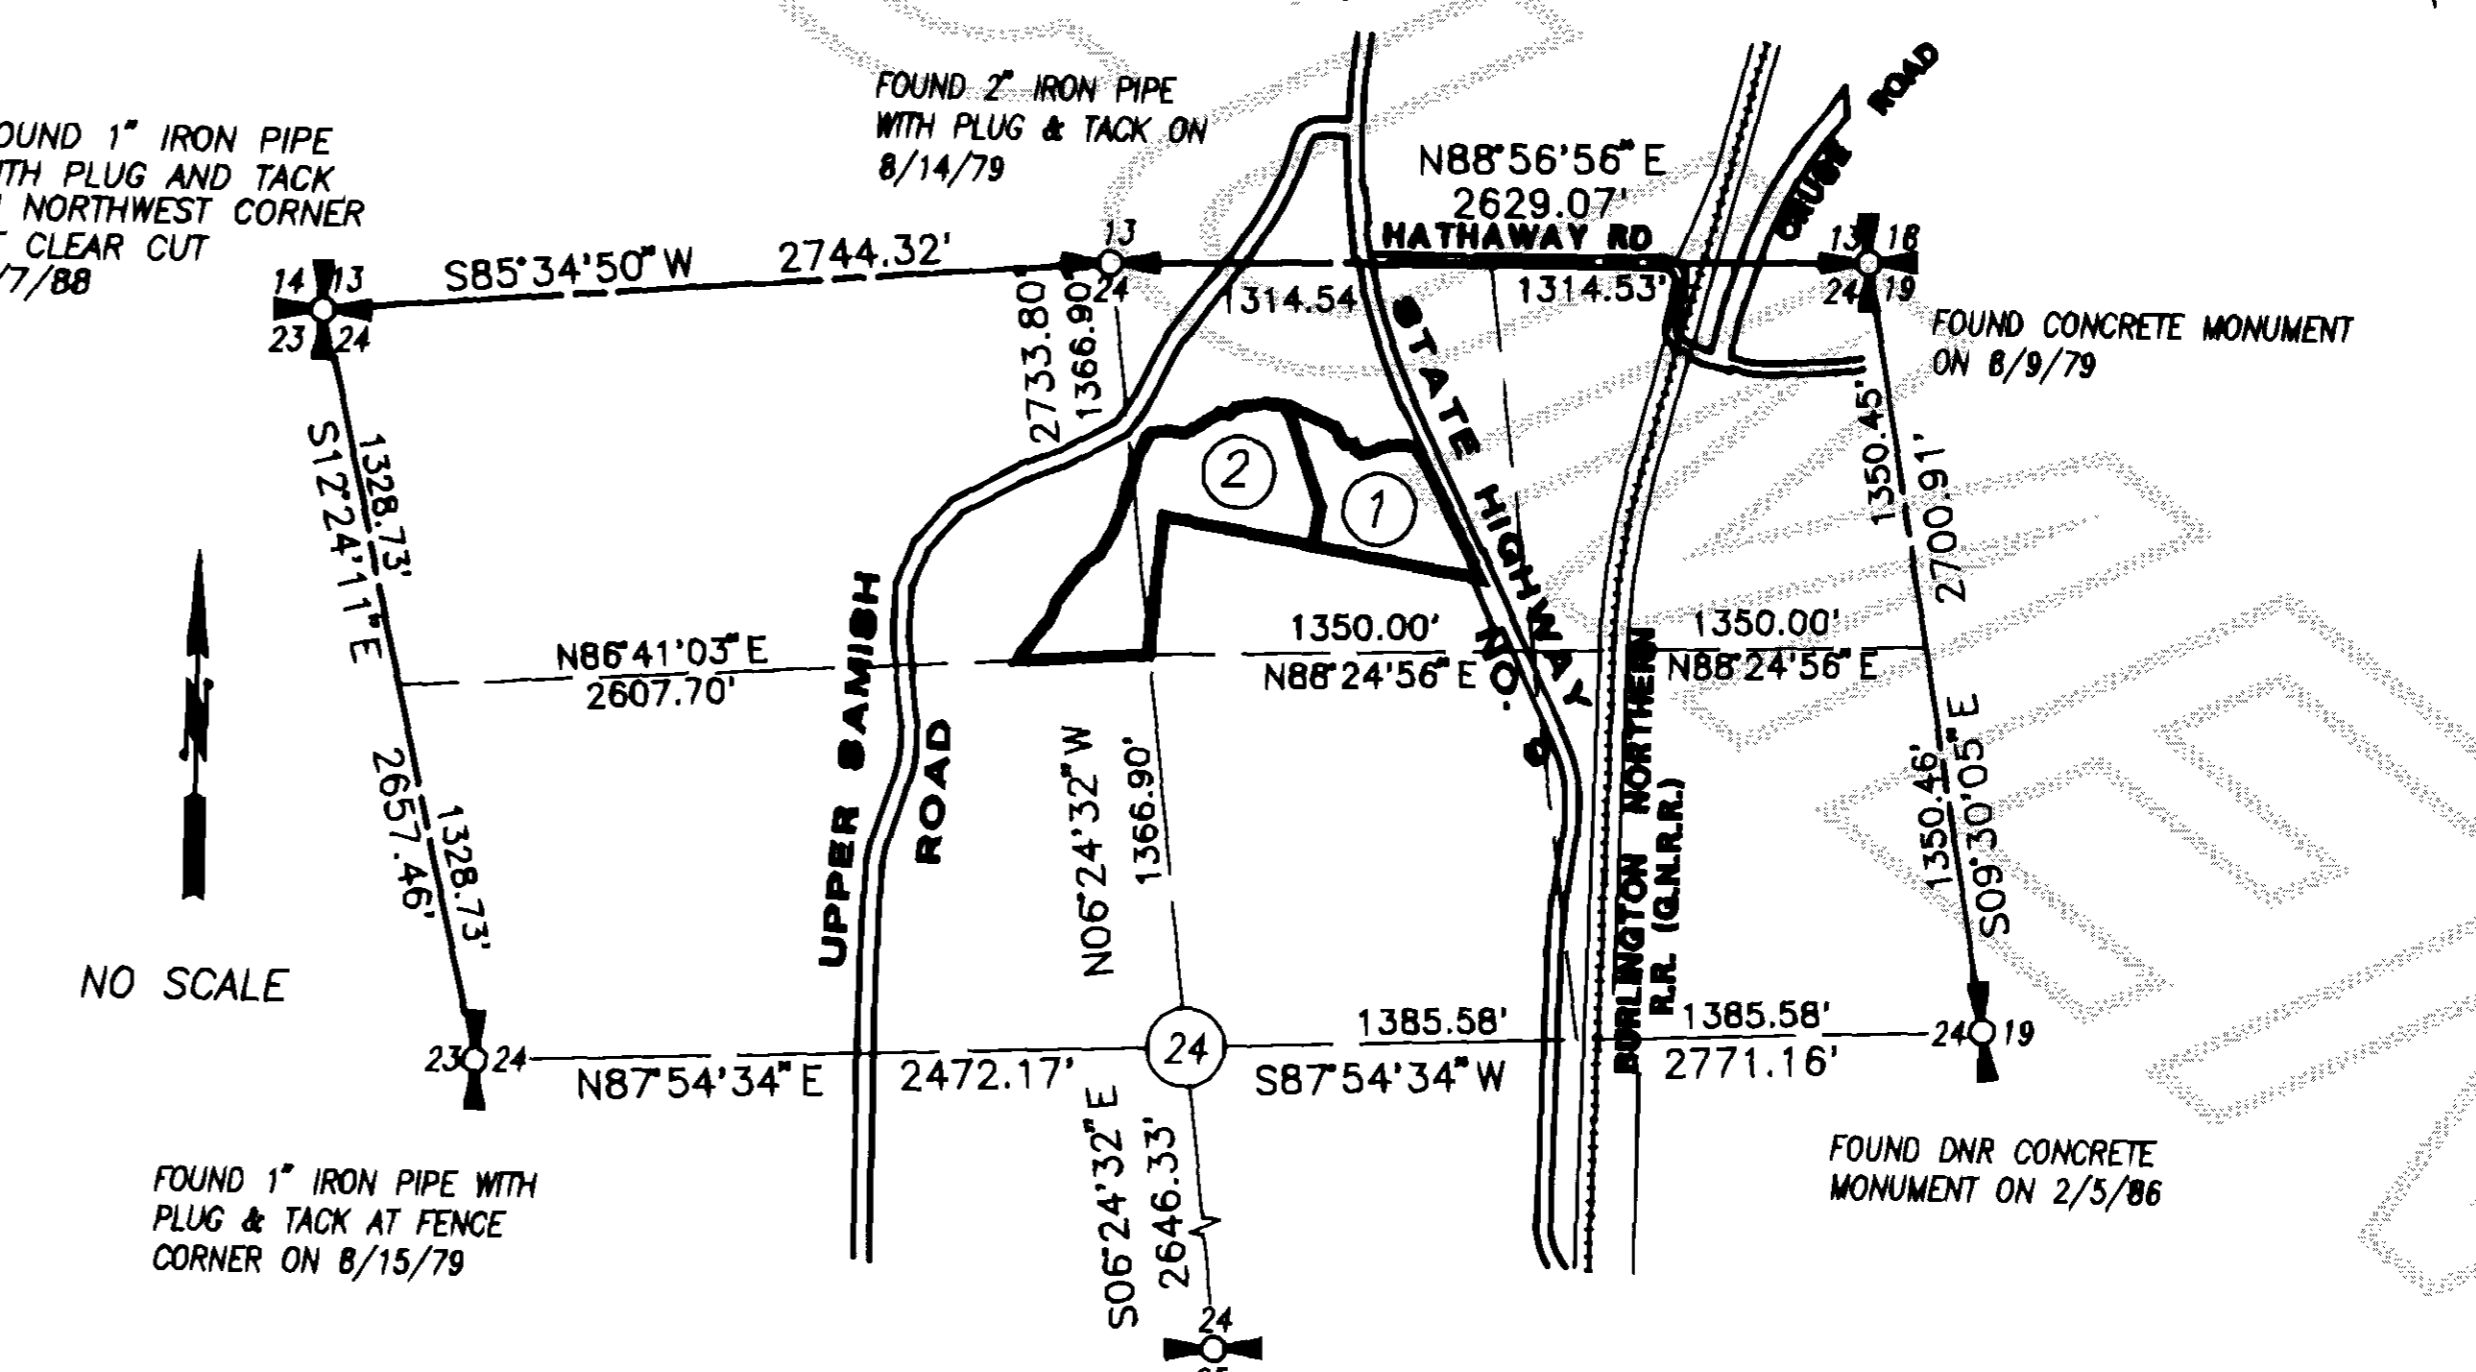 FOUND 2" IRON PIPE
WITH PLUG & TACK ON
8/14/79
OUND 1" IRON PIPE
ITH PLUG AND TACK
NORTHWEST CORNER
CLEAR CUT
/7/88
N88°56'56" E
2629.07'
HATHAWAY RD
ROAD
14 13
23 24
S85°34'50" W 2744.32'
13
24
13 18
24 19
1314.54
1314.53'
2733.80
1366.90
FOUND CONCRETE MONUMENT
ON 8/9/79
STATE HIGHWAY NO. 9
1328.73'
S12°24'11" E
2
1
1350.45'
2700.91'
N86°41'03" E
2607.70'
1350.00'
N88°24'56" E
1350.00'
N88°24'56" E
UPPER SAMISH
ROAD
BURLINGTON NORTHERN
R.R. (G.N.R.R.)
N06°24'32" W
1366.90'
2657.46'
1328.73'
1350.46'
S09°30'05" E
NO SCALE
23 24
N87°54'34" E
2472.17'
24
1385.58'
S87°54'34" W
1385.58'
2771.16'
24 19
S06°24'32" E
2646.33'
FOUND 1" IRON PIPE WITH
PLUG & TACK AT FENCE
CORNER ON 8/15/79
FOUND DNR CONCRETE
MONUMENT ON 2/5/86
24